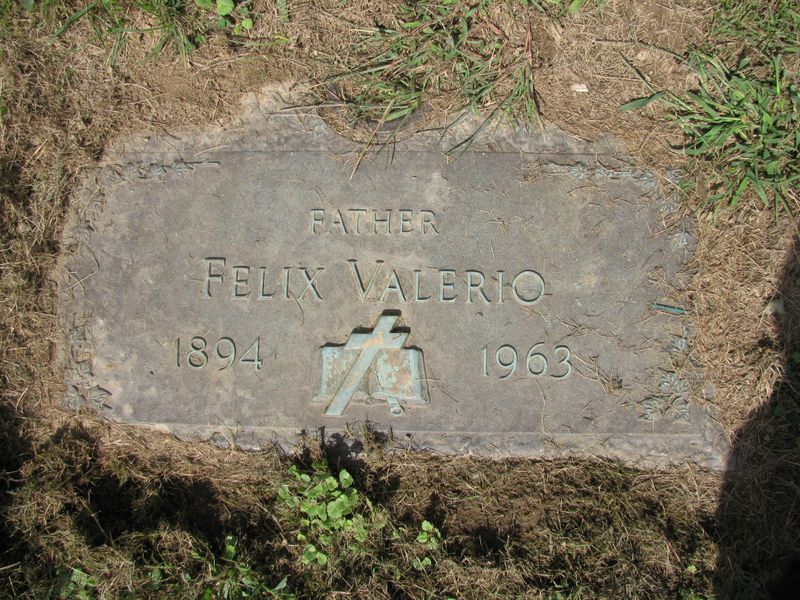 FATHER
FELIX VALERIO
1894 1963